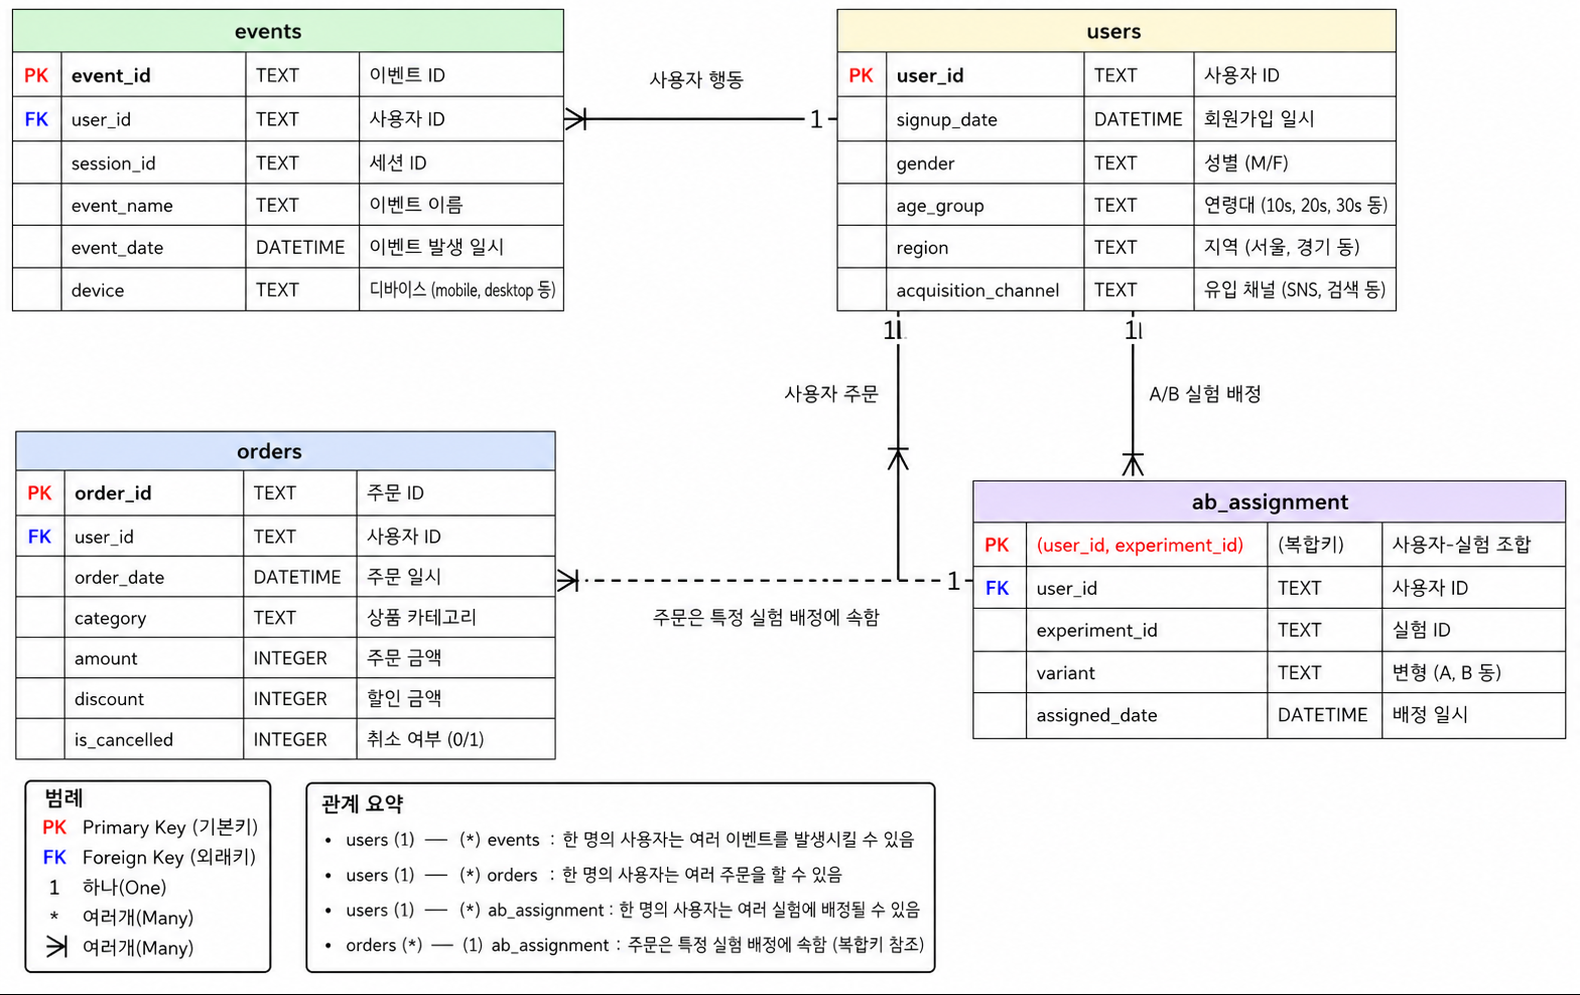 events
PK event_id TEXT 이벤트 ID
FK user_id TEXT 사용자 ID
session_id TEXT 세션 ID
event_name TEXT 이벤트 이름
event_date DATETIME 이벤트 발생 일시
device TEXT 디바이스 (mobile, desktop 등)
사용자 행동
1
users
PK user_id TEXT 사용자 ID
signup_date DATETIME 회원가입 일시
gender TEXT 성별 (M/F)
age_group TEXT 연령대 (10s, 20s, 30s 동)
region TEXT 지역 (서울, 경기 동)
acquisition_channel TEXT 유입 채널 (SNS, 검색 동)
1
1
사용자 주문
A/B 실험 배정
orders
PK order_id TEXT 주문 ID
FK user_id TEXT 사용자 ID
order_date DATETIME 주문 일시
category TEXT 상품 카테고리
amount INTEGER 주문 금액
discount INTEGER 할인 금액
is_cancelled INTEGER 취소 여부 (0/1)
1
주문은 특정 실험 배정에 속함
ab_assignment
PK (user_id, experiment_id) (복합키) 사용자-실험 조합
FK user_id TEXT 사용자 ID
experiment_id TEXT 실험 ID
variant TEXT 변형 (A, B 동)
assigned_date DATETIME 배정 일시
범례
PK Primary Key (기본키)
FK Foreign Key (외래키)
1 하나(One)
* 여러개(Many)
여러개(Many)
관계 요약
• users (1) — (*) events : 한 명의 사용자는 여러 이벤트를 발생시킬 수 있음
• users (1) — (*) orders : 한 명의 사용자는 여러 주문을 할 수 있음
• users (1) — (*) ab_assignment : 한 명의 사용자는 여러 실험에 배정될 수 있음
• orders (*) — (1) ab_assignment : 주문은 특정 실험 배정에 속함 (복합키 참조)